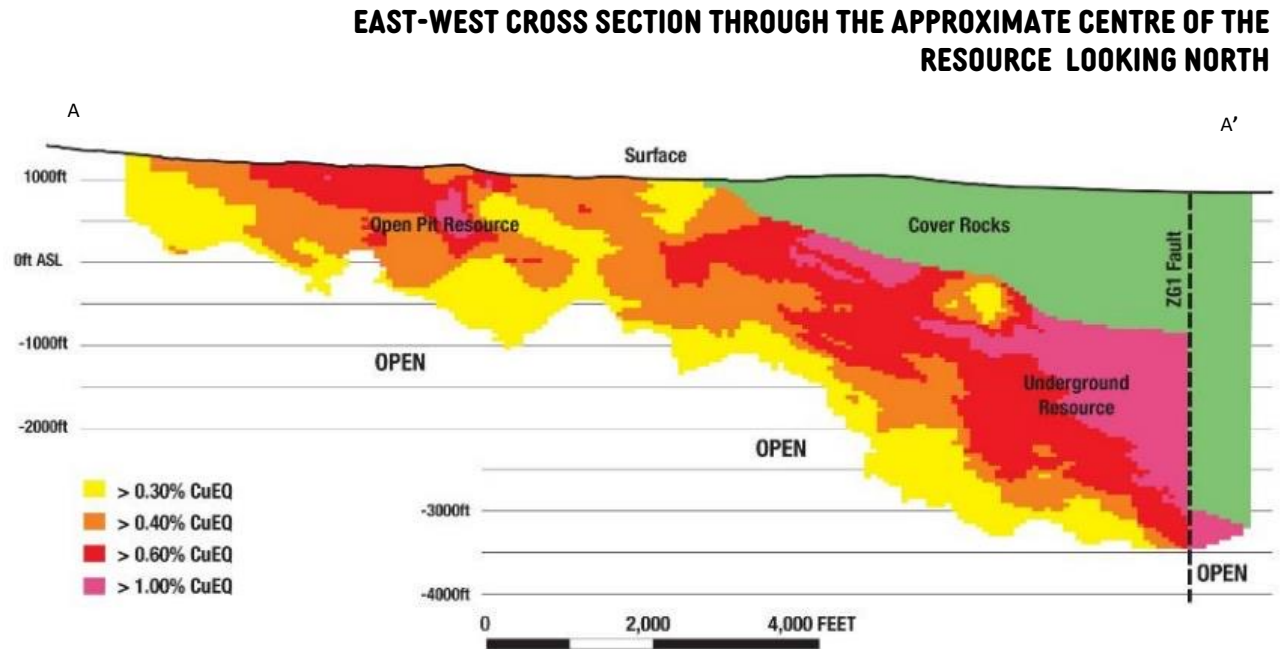 EAST-WEST CROSS SECTION THROUGH THE APPROXIMATE CENTRE OF THE
RESOURCE LOOKING NORTH
A
A'
Surface
1000ft
Open Pit Resource
Cover Rocks
ZG1 Fault
0ft ASL
-1000ft
OPEN
Underground
Resource
-2000ft
OPEN
> 0.30% CuEQ
> 0.40% CuEQ
> 0.60% CuEQ
> 1.00% CuEQ
-3000ft
OPEN
-4000ft
0 2,000 4,000 FEET